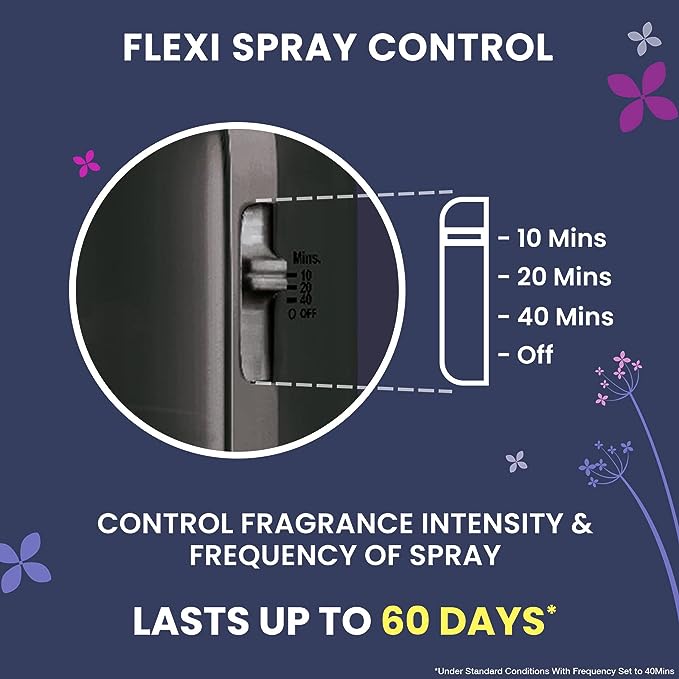 FLEXI SPRAY CONTROL
Mins.
10
20
40
O OFF
- 10 Mins
- 20 Mins
- 40 Mins
- Off
CONTROL FRAGRANCE INTENSITY &
FREQUENCY OF SPRAY
LASTS UP TO 60 DAYS*
*Under Standard Conditions With Frequency Set to 40Mins